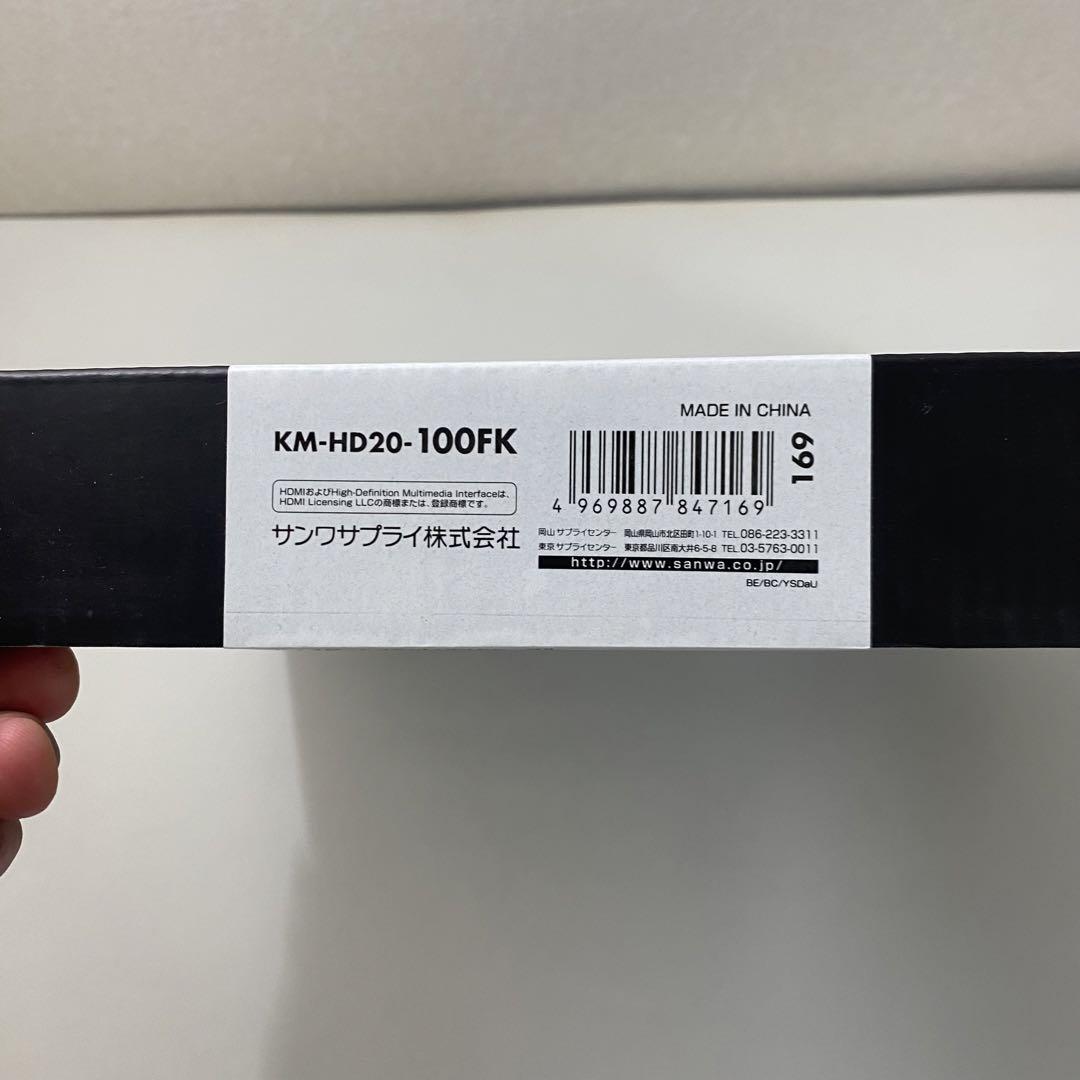 MADE IN CHINA
KM-HD20-100FK
169
HDMIおよびHigh-Definition Multimedia Interfaceは、
HDMI Licensing LLCの商標または、登録商標です。
4 969887 847169
サンワサプライ株式会社
岡山サプライセンター 岡山県岡山市北区田町1-10-1 TEL.086-223-3311
東京サプライセンター 東京都品川区南大井6-5-8 TEL.03-5763-0011
http://www.sanwa.co.jp/
BE/BC/YSDaU